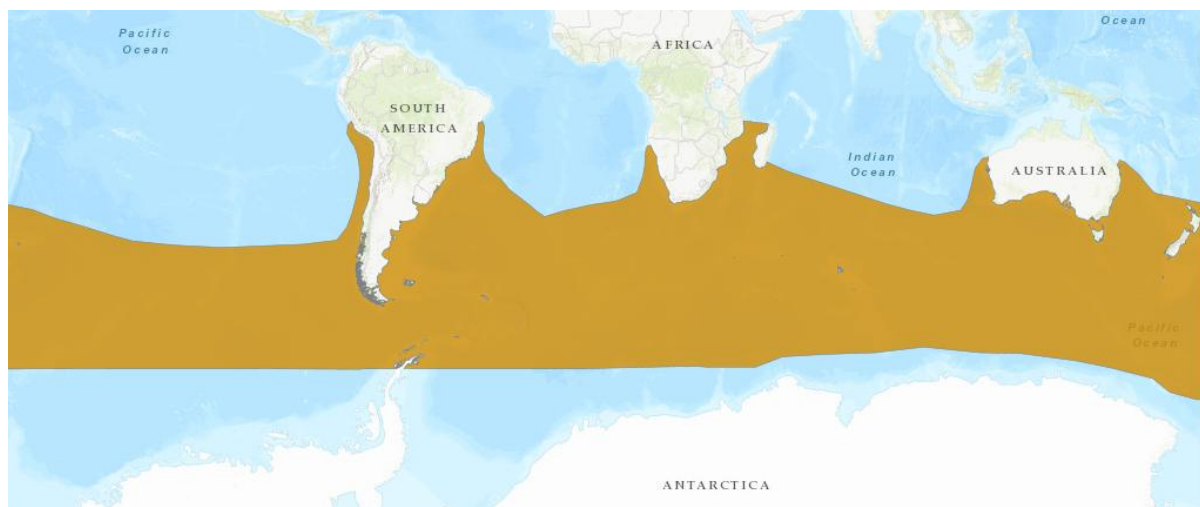 Pacific
Ocean
AFRICA
Ocean
SOUTH
AMERICA
Indian
Ocean
AUSTRALIA
Pacific
Ocean
ANTARCTICA